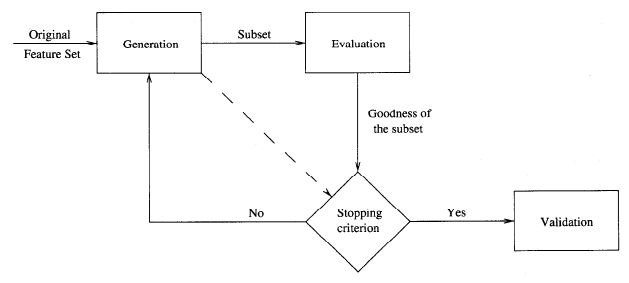 Original
Feature Set
Generation
Subset
Evaluation
Goodness of
the subset
No
Stopping
criterion
Yes
Validation